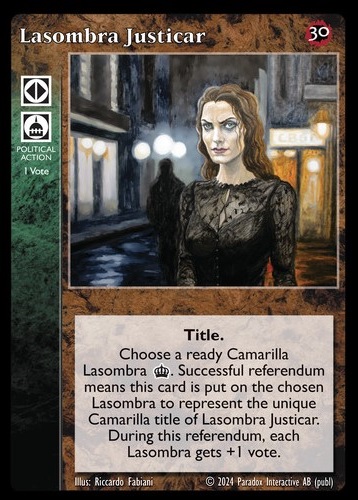 Lasombra Justicar
30
POLITICAL
ACTION
1 Vote
Title.
Choose a ready Camarilla
Lasombra. Successful referendum
means this card is put on the chosen
Lasombra to represent the unique
Camarilla title of Lasombra Justicar.
During this referendum, each
Lasombra gets +1 vote.
Illus: Riccardo Fabiani © 2024 Paradox Interactive AB (publ)